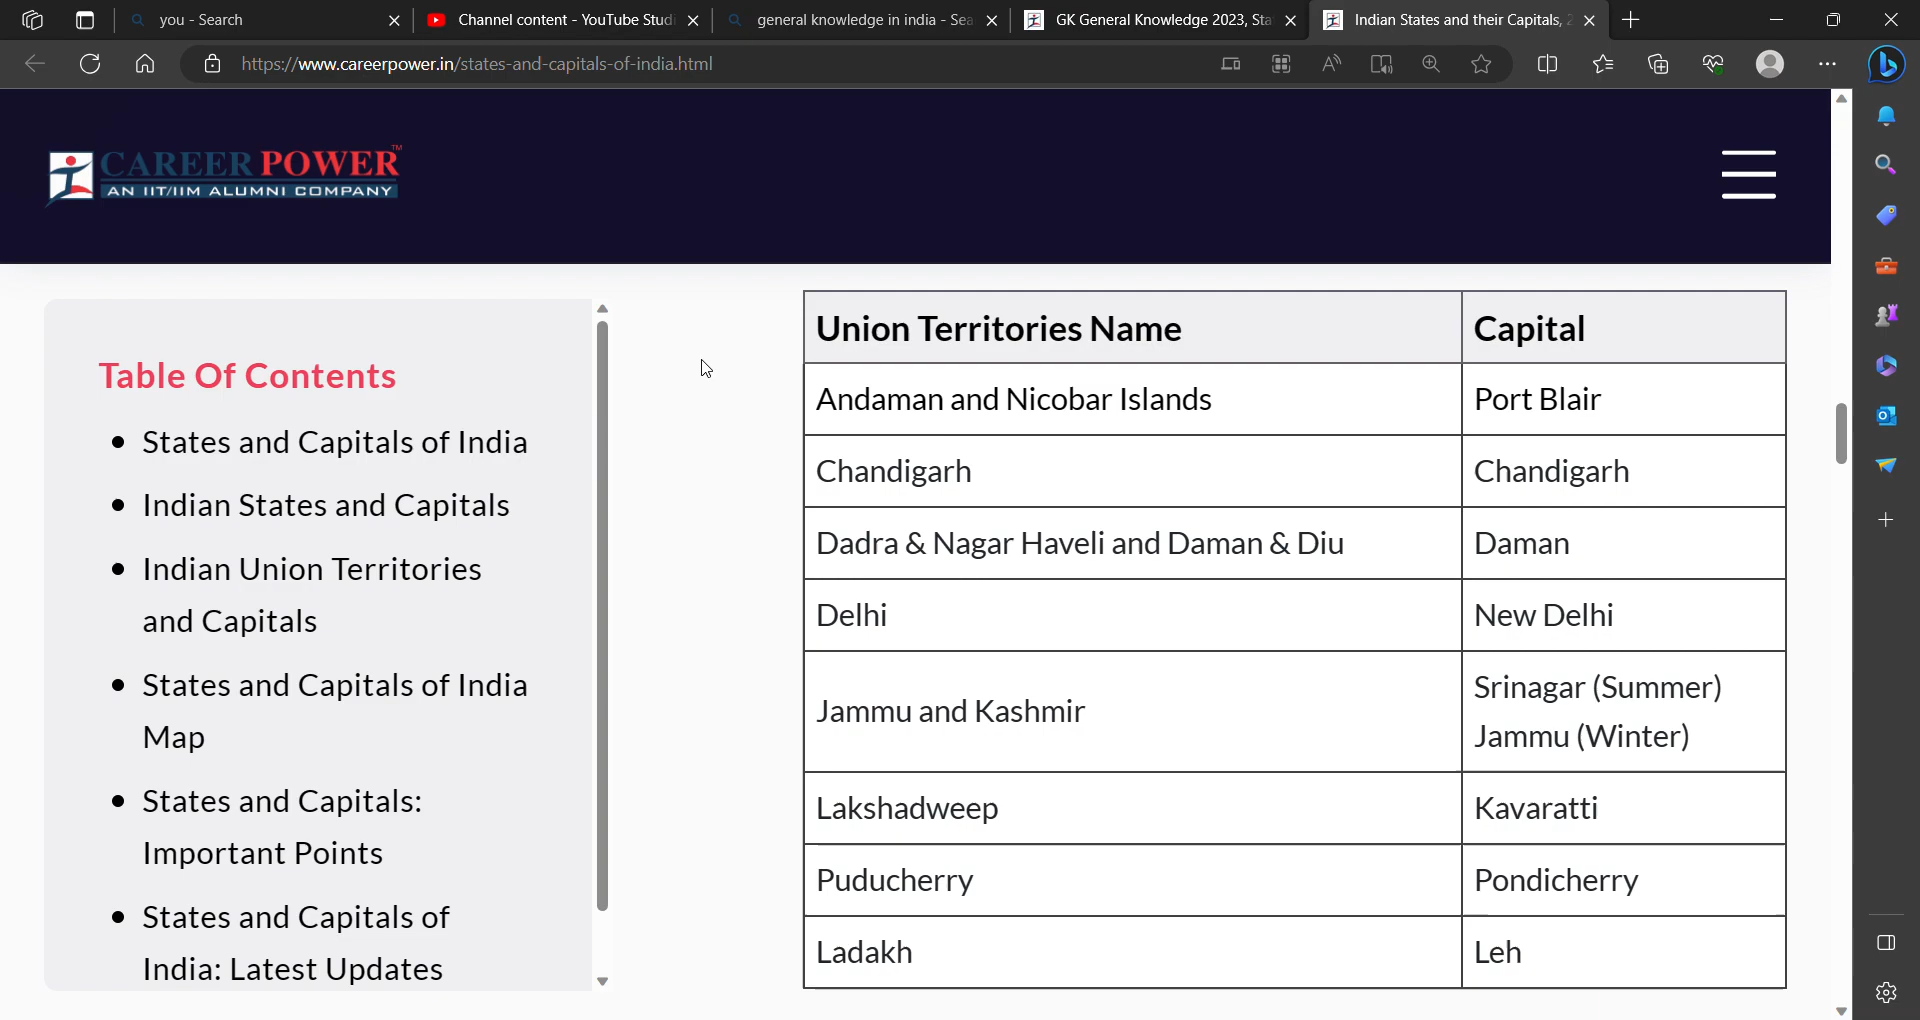 you - Search
Channel content - YouTube Studi
general knowledge in india - Sea
GK General Knowledge 2023, Sta
Indian States and their Capitals, 2
https://www.careerpower.in/states-and-capitals-of-india.html
CAREER POWER™
AN IIT/IIM ALUMNI COMPANY
Table Of Contents
• States and Capitals of India
• Indian States and Capitals
• Indian Union Territories
and Capitals
• States and Capitals of India
Map
• States and Capitals:
Important Points
• States and Capitals of
India: Latest Updates
Union Territories Name Capital
Andaman and Nicobar Islands Port Blair
Chandigarh Chandigarh
Dadra & Nagar Haveli and Daman & Diu Daman
Delhi New Delhi
Jammu and Kashmir Srinagar (Summer)
Jammu (Winter)
Lakshadweep Kavaratti
Puducherry Pondicherry
Ladakh Leh